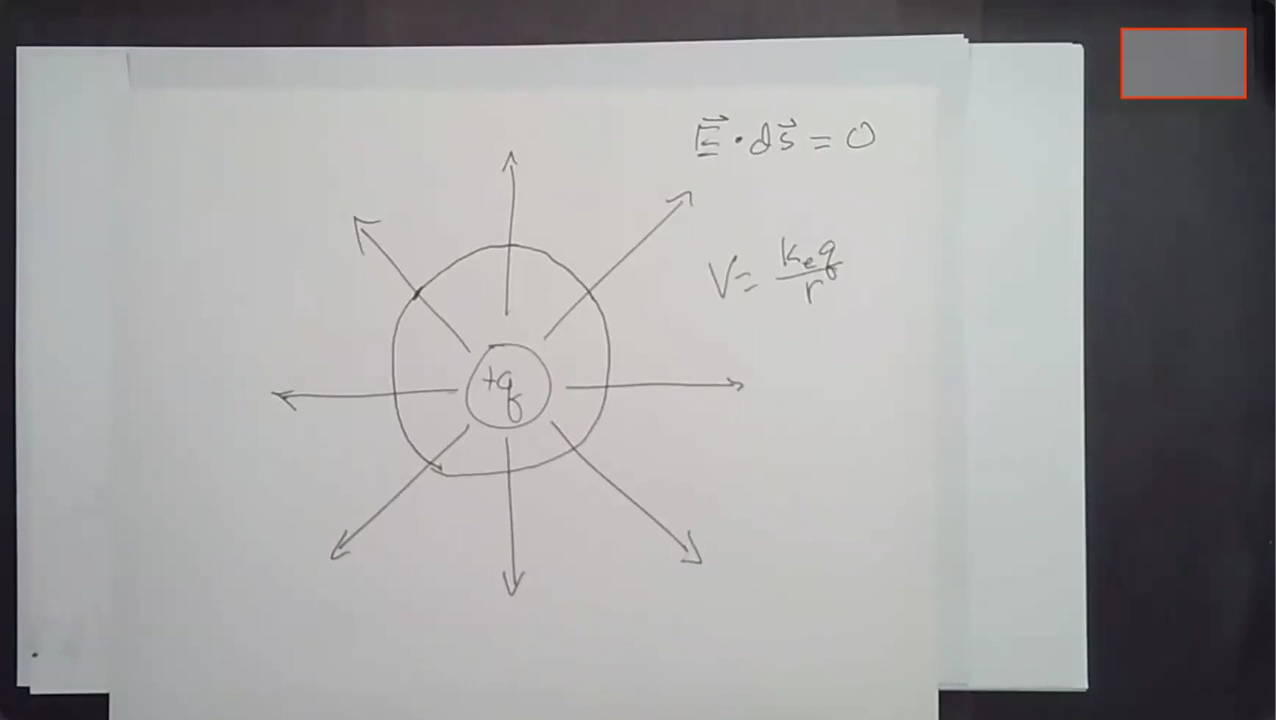 E⃗ · ds⃗ = 0
V = kₑq / r
+q